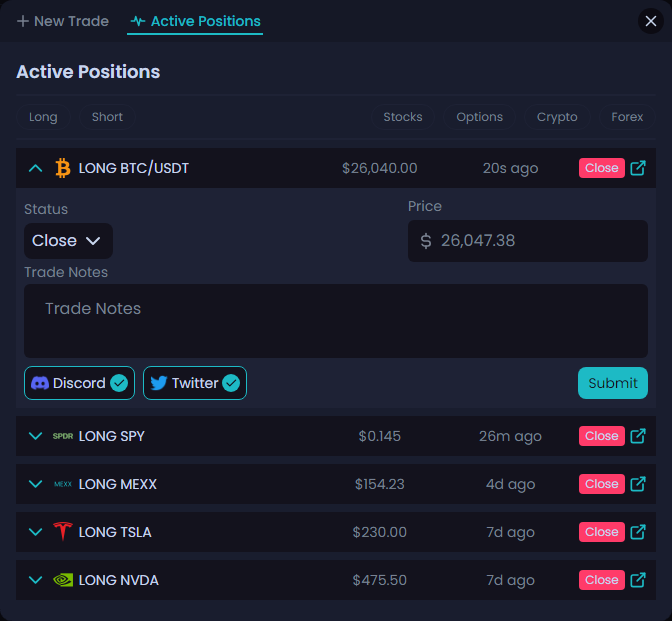 New Trade Active Positions
Active Positions
Long Short Stocks Options Crypto Forex
LONG BTC/USDT $26,040.00 20s ago Close
Status Price
Close $ 26,047.38
Trade Notes
Trade Notes
Discord Twitter Submit
SPDR LONG SPY $0.145 26m ago Close
MEXX LONG MEXX $154.23 4d ago Close
LONG TSLA $230.00 7d ago Close
LONG NVDA $475.50 7d ago Close